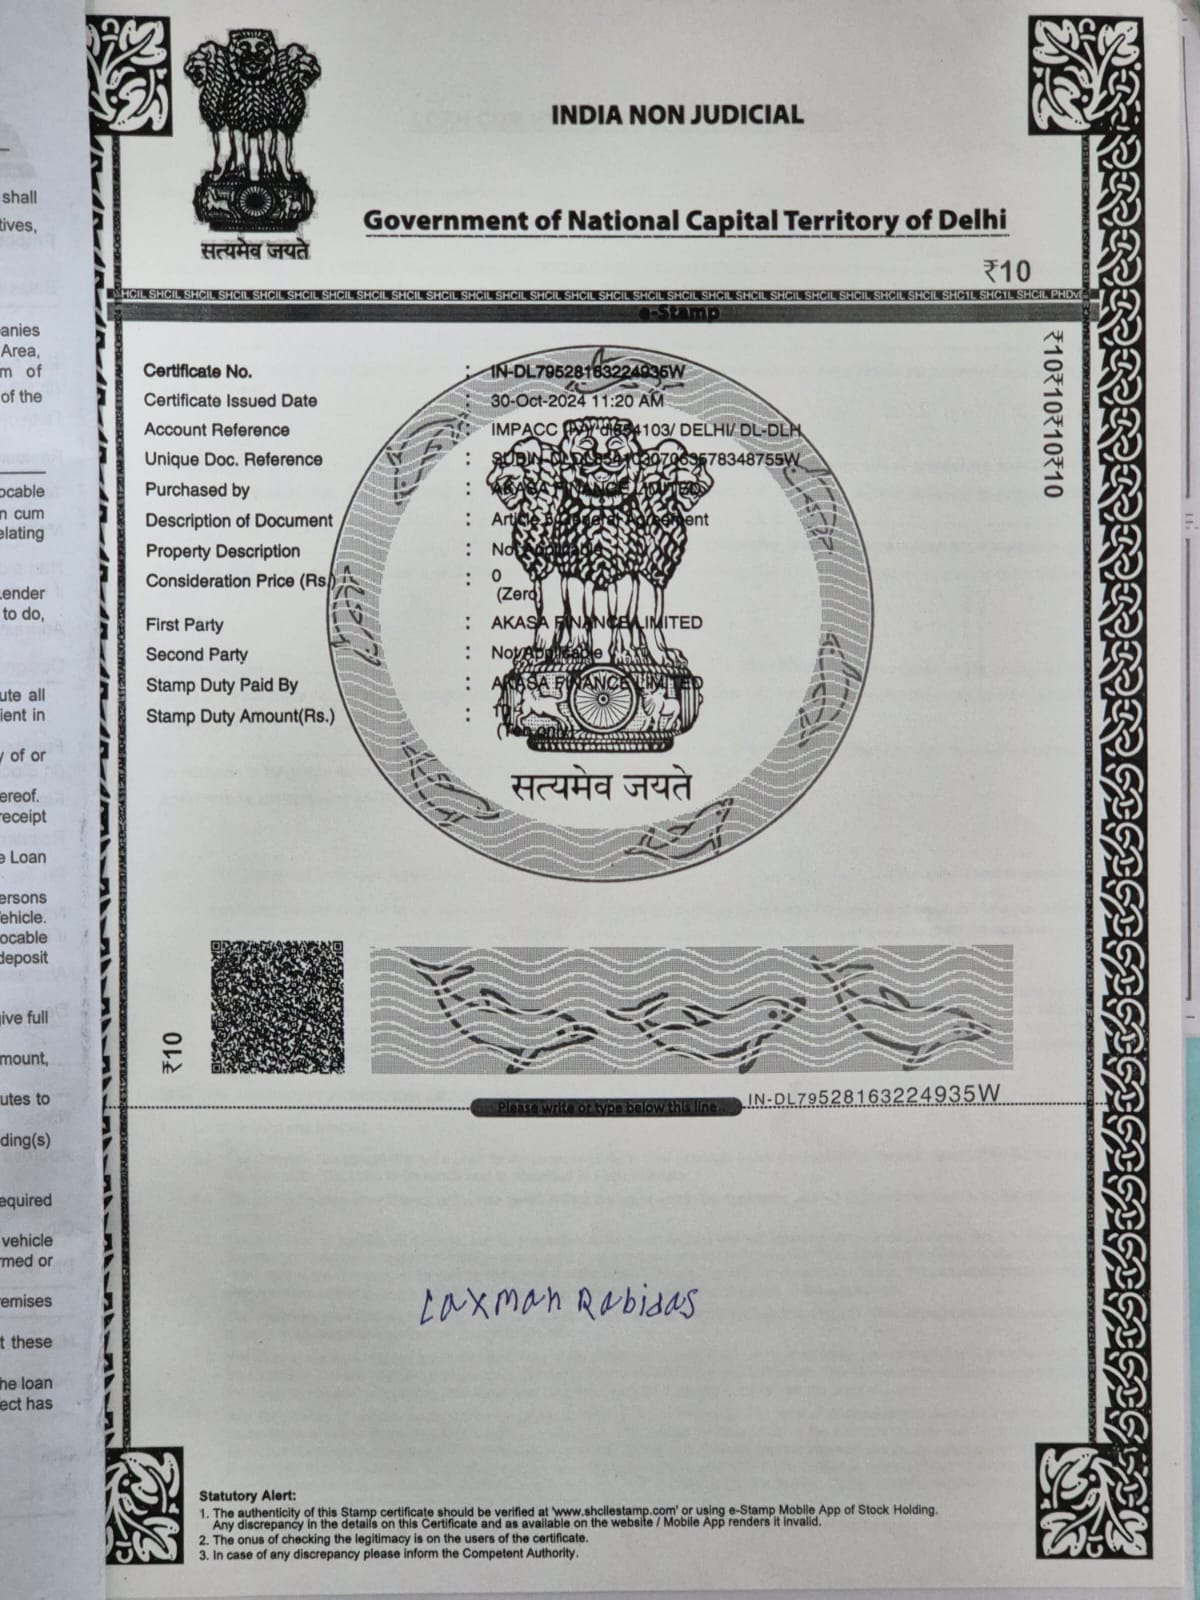 shall
tives,
anies
Area,
m of
of the
ocable
n cum
elating
ender
to do,
ute all
ient in
of or
ereof.
receipt
e Loan
ersons
ehicle.
ocable
deposit
ive full
mount,
utes to
ding(s)
equired
vehicle
rmed or
emises
t these
he loan
ect has
सत्यमेव जयते
INDIA NON JUDICIAL
Government of National Capital Territory of Delhi
₹10
SHCIL SHCIL SHCIL SHCIL SHCIL SHCIL SHCIL SHCIL SHCIL SHCIL SHCIL SHCIL SHCIL SHCIL SHCIL SHCIL SHCIL SHCIL SHCIL SHCIL SHCIL SHCIL SHCIL SHCIL SHCIL SHC1L SHC1L SHCIL
e-Stamp
₹10₹10₹10₹10
Certificate No. : IN-DL79528163224935W
Certificate Issued Date : 30-Oct-2024 11:20 AM
Account Reference : IMPACC (IV)/ dl854103/ DELHI/ DL-DLH
Unique Doc. Reference : SUBIN-DLDL85410307063578348755W
Purchased by : AKASA FINANCE LIMITED
Description of Document : Article 5 General Agreement
Property Description : Not Applicable
Consideration Price (Rs.) : 0
(Zero)
First Party : AKASA FINANCE LIMITED
Second Party : Not Applicable
Stamp Duty Paid By : AKASA FINANCE LIMITED
Stamp Duty Amount(Rs.) : 10
(Ten only)
सत्यमेव जयते
₹10
Please write or type below this line
IN-DL79528163224935W
Laxman Rabidas
Statutory Alert:
1. The authenticity of this Stamp certificate should be verified at 'www.shcilestamp.com' or using e-Stamp Mobile App of Stock Holding.
Any discrepancy in the details on this Certificate and as available on the website / Mobile App renders it invalid.
2. The onus of checking the legitimacy is on the users of the certificate.
3. In case of any discrepancy please inform the Competent Authority.